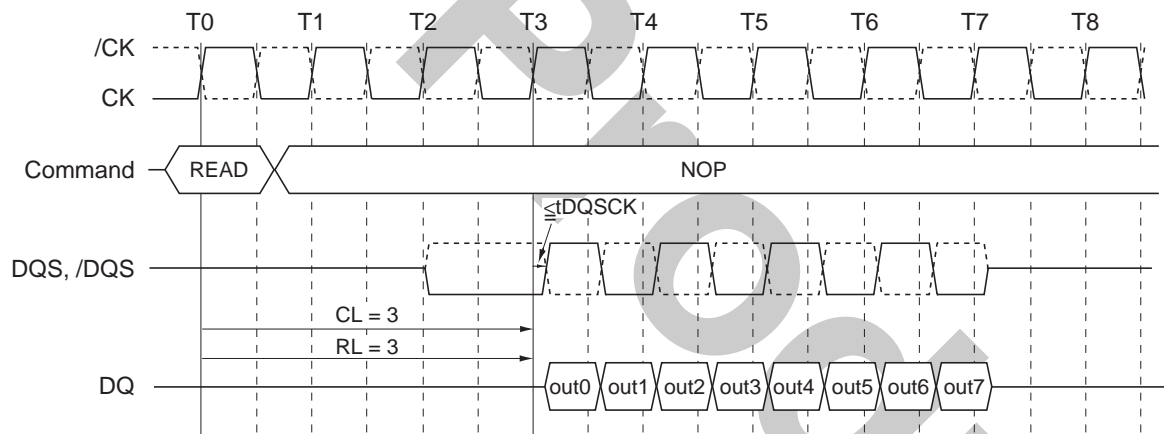 T0 T1 T2 T3 T4 T5 T6 T7 T8
/CK
CK
Command READ NOP
≦tDQSCK
DQS, /DQS
CL = 3
RL = 3
DQ out0 out1 out2 out3 out4 out5 out6 out7